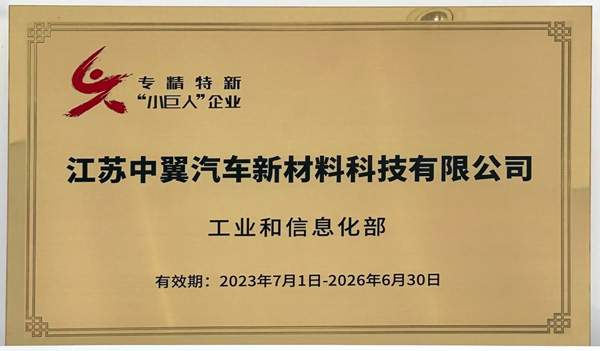 专精特新
“小巨人”企业
江苏中翼汽车新材料科技有限公司
工业和信息化部
有效期：2023年7月1日-2026年6月30日